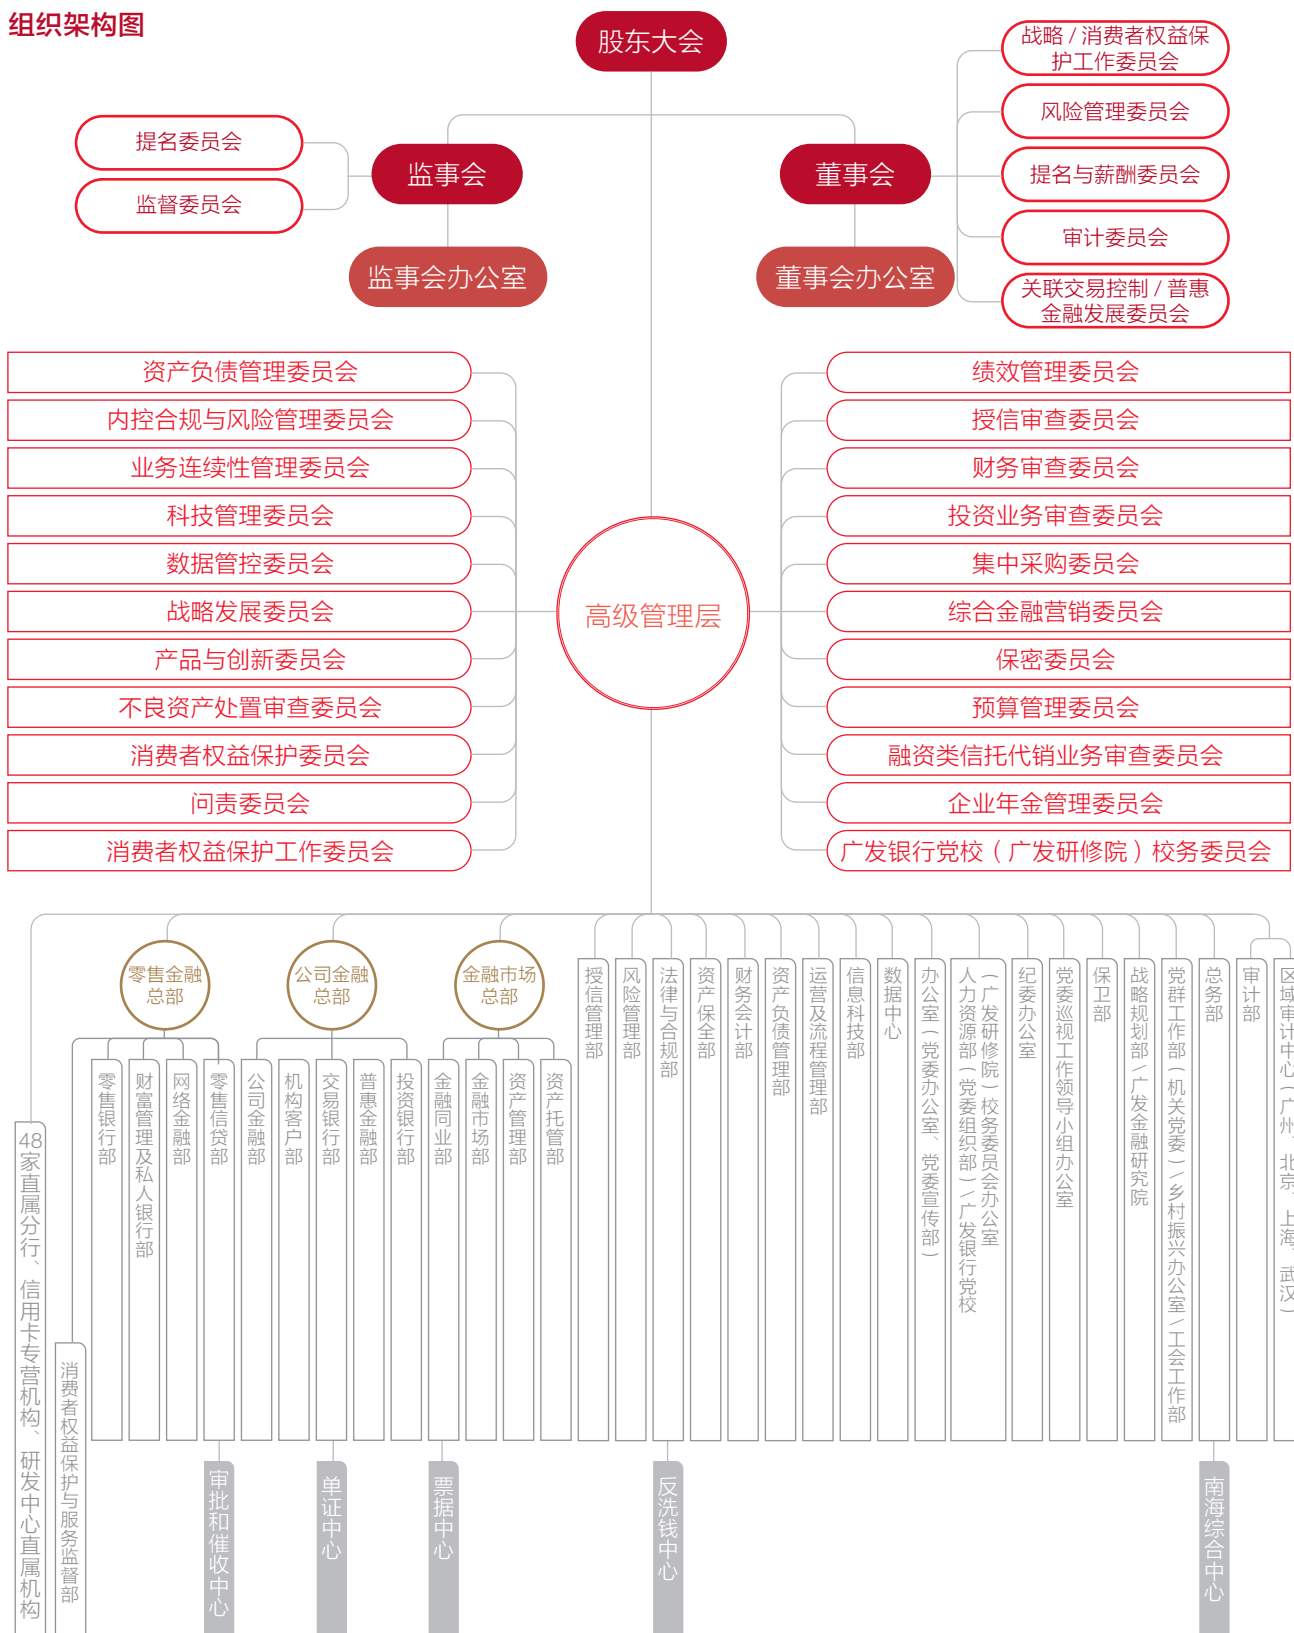 组织架构图
股东大会
战略 / 消费者权益保
护工作委员会
风险管理委员会
提名与薪酬委员会
审计委员会
关联交易控制 / 普惠
金融发展委员会
提名委员会
监督委员会
监事会
董事会
监事会办公室
董事会办公室
资产负债管理委员会
内控合规与风险管理委员会
业务连续性管理委员会
科技管理委员会
数据管控委员会
战略发展委员会
产品与创新委员会
不良资产处置审查委员会
消费者权益保护委员会
问责委员会
消费者权益保护工作委员会
高级管理层
绩效管理委员会
授信审查委员会
财务审查委员会
投资业务审查委员会
集中采购委员会
综合金融营销委员会
保密委员会
预算管理委员会
融资类信托代销业务审查委员会
企业年金管理委员会
广发银行党校（广发研修院）校务委员会
零售金融
总部
公司金融
总部
金融市场
总部
48家直属分行、信用卡专营机构、研发中心直属机构
消费者权益保护与服务监督部
零售银行部
财富管理及私人银行部
网络金融部
零售信贷部
公司金融部
机构客户部
交易银行部
普惠金融部
投资银行部
金融同业部
金融市场部
资产管理部
资产托管部
授信管理部
风险管理部
法律与合规部
资产保全部
财务会计部
资产负债管理部
运营及流程管理部
信息科技部
数据中心
办公室（党委办公室、党委宣传部）
人力资源部（党委组织部）/广发银行党校
（广发研修院）校务委员会办公室
纪委办公室
党委巡视工作领导小组办公室
保卫部
战略规划部/广发金融研究院
党群工作部（机关党委）/乡村振兴办公室/工会工作部
总务部
审计部
区域审计中心（广州、北京、上海、武汉）
审批和催收中心
单证中心
票据中心
反洗钱中心
南海综合中心